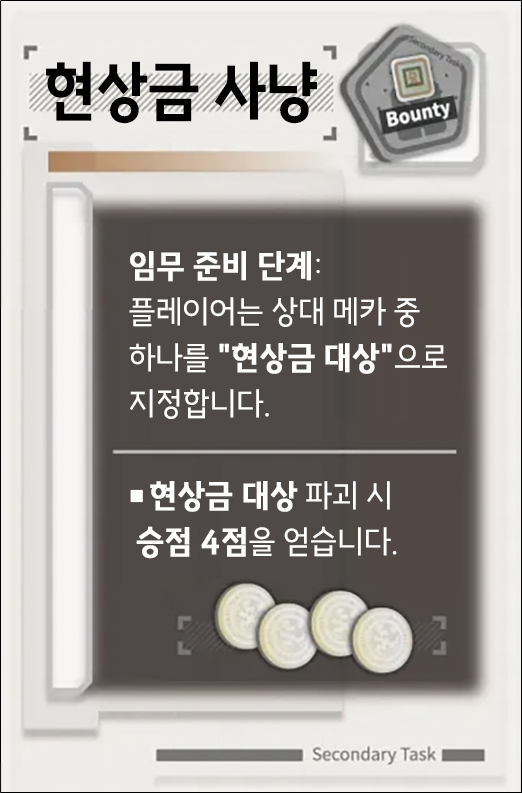 현상금 사냥
Secondary Task
Bounty
임무 준비 단계:
플레이어는 상대 메카 중
하나를 "현상금 대상"으로
지정합니다.
■ 현상금 대상 파괴 시
승점 4점을 얻습니다.
Secondary Task